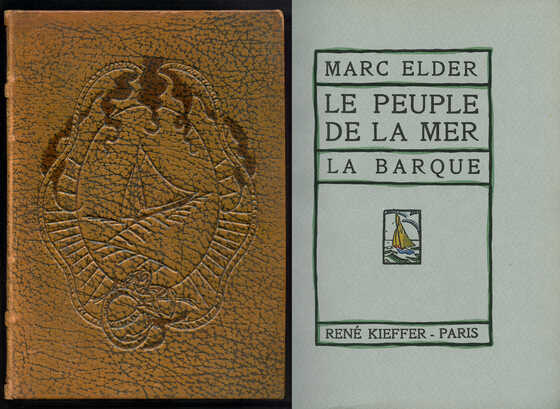 MARC ELDER
LE PEUPLE
DE LA MER
LA BARQUE
RENÉ KIEFFER - PARIS